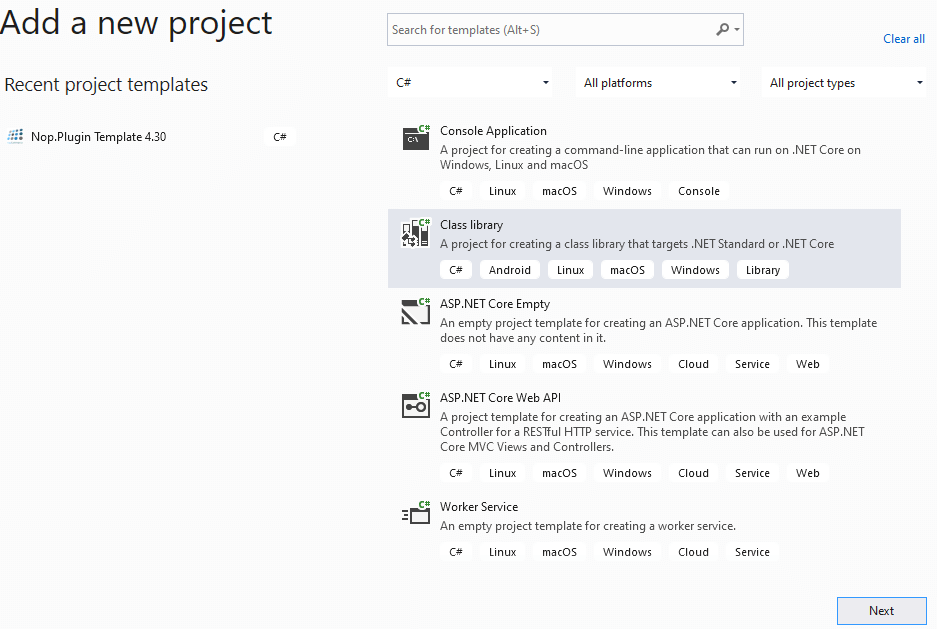 Add a new project
Search for templates (Alt+S)
Clear all
Recent project templates
C#
All platforms
All project types
Nop.Plugin Template 4.30
C#
Console Application
A project for creating a command-line application that can run on .NET Core on
Windows, Linux and macOS
C# Linux macOS Windows Console
Class library
A project for creating a class library that targets .NET Standard or .NET Core
C# Android Linux macOS Windows Library
ASP.NET Core Empty
An empty project template for creating an ASP.NET Core application. This template
does not have any content in it.
C# Linux macOS Windows Cloud Service Web
ASP.NET Core Web API
A project template for creating an ASP.NET Core application with an example
Controller for a RESTful HTTP service. This template can also be used for ASP.NET
Core MVC Views and Controllers.
C# Linux macOS Windows Cloud Service Web
Worker Service
An empty project template for creating a worker service.
C# Linux macOS Windows Cloud Service
Next